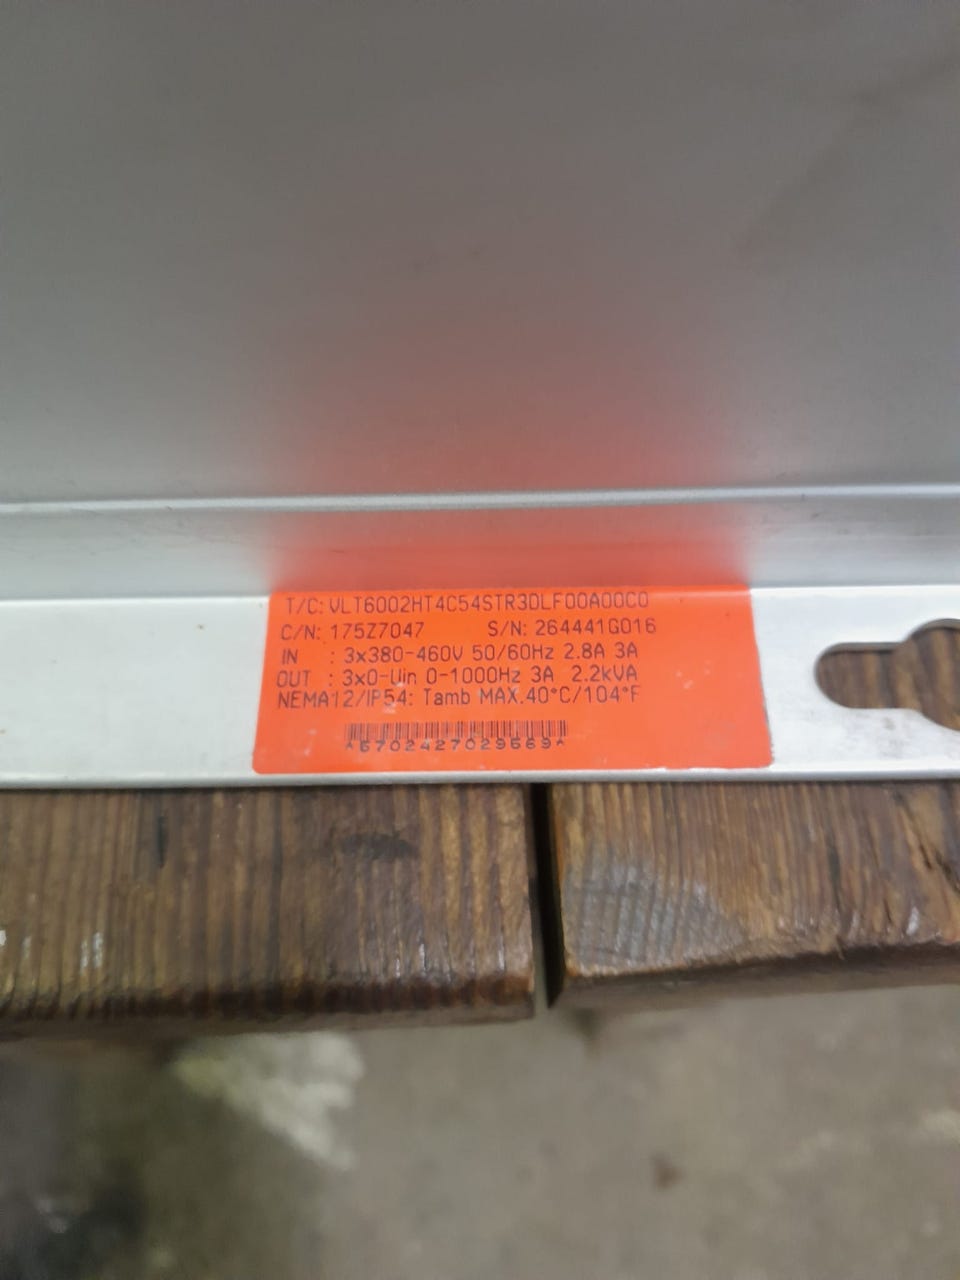 T/C: VLT6002HT4C54STR3DLF00A00C0
C/N: 175Z7047 S/N: 264441G016
IN : 3x380-460V 50/60Hz 2.8A 3A
OUT : 3x0-Uin 0-1000Hz 3A 2.2kVA
NEMA12/IP54: Tamb MAX.40°C/104°F
*5702427029569*